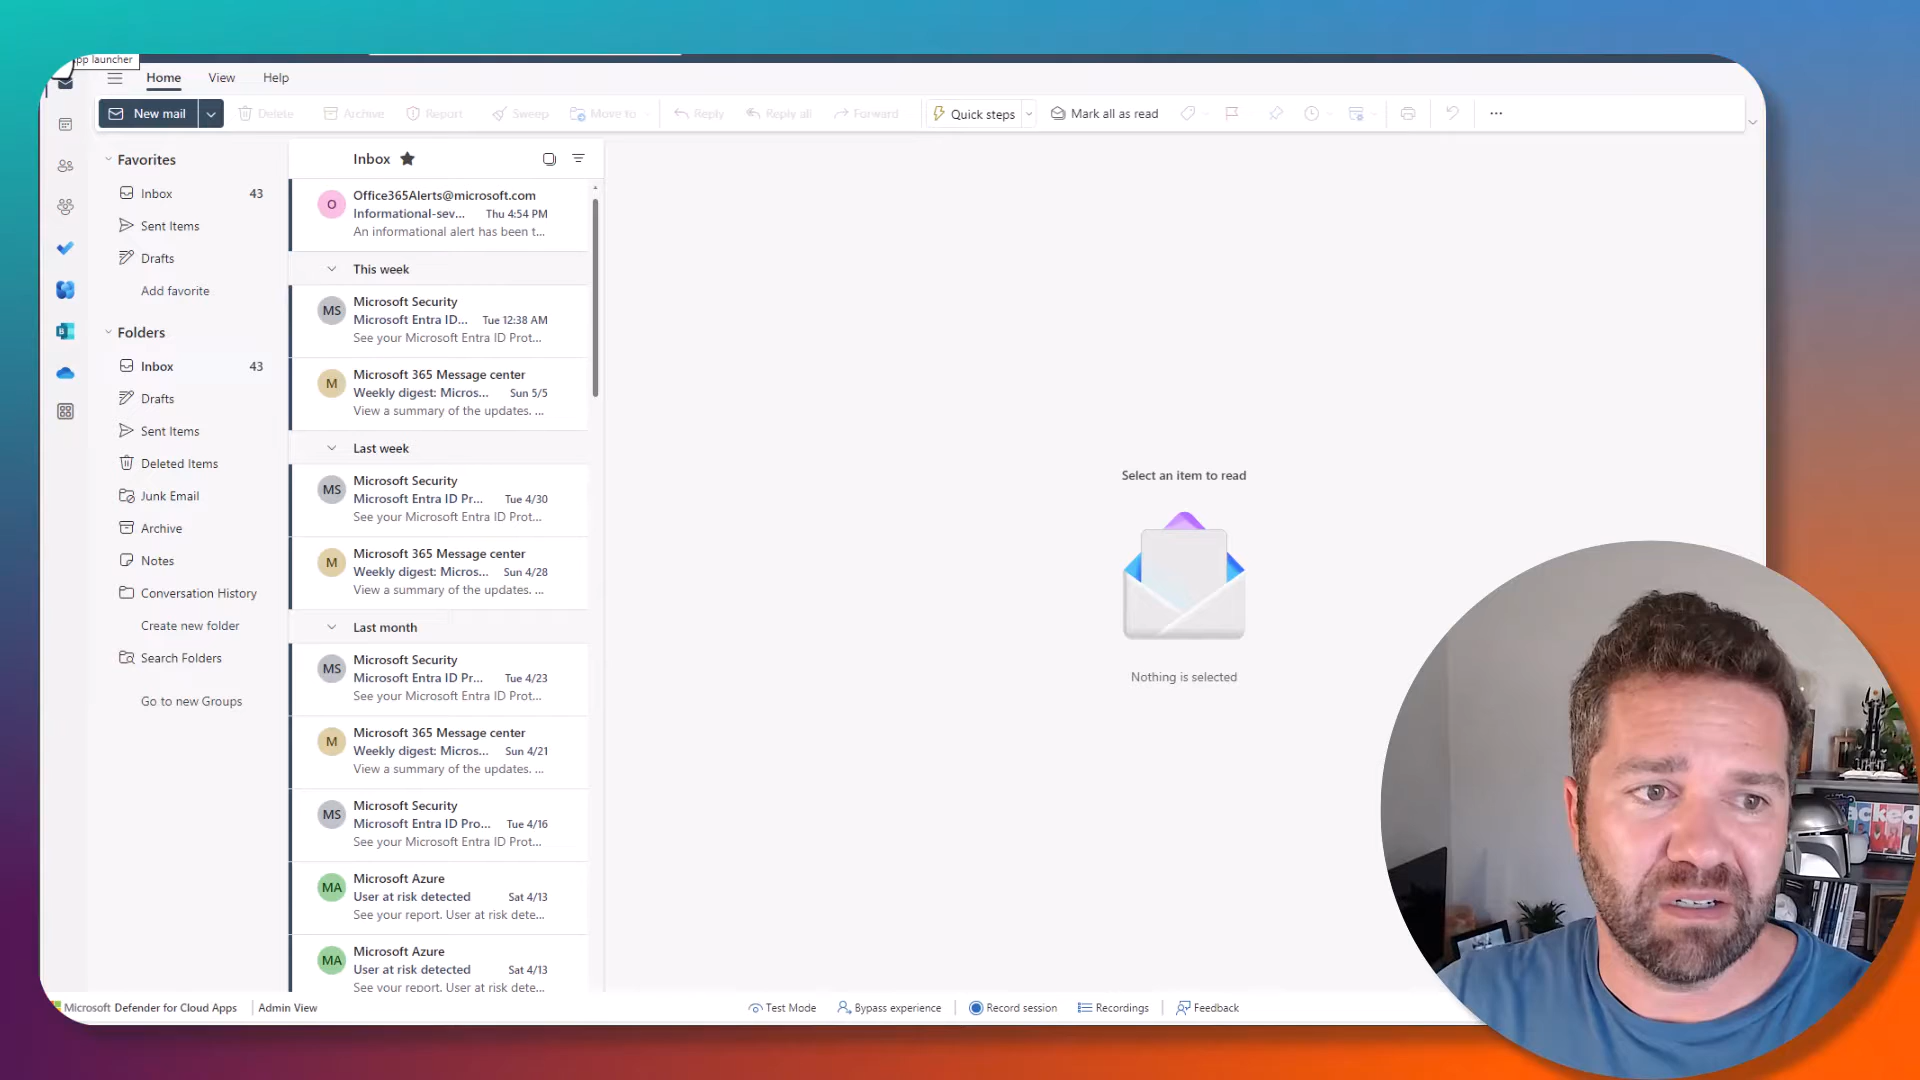 pp launcher
Home View Help
New mail Delete Archive Report Sweep Move to Reply Reply all Forward Quick steps Mark all as read ...
Favorites
Inbox 43
Sent Items
Drafts
Add favorite
Folders
Inbox 43
Drafts
Sent Items
Deleted Items
Junk Email
Archive
Notes
Conversation History
Create new folder
Search Folders
Go to new Groups
Inbox
O
Office365Alerts@microsoft.com
Informational-sev... Thu 4:54 PM
An informational alert has been t...
This week
MS
Microsoft Security
Microsoft Entra ID... Tue 12:38 AM
See your Microsoft Entra ID Prot...
M
Microsoft 365 Message center
Weekly digest: Micros... Sun 5/5
View a summary of the updates. ...
Last week
MS
Microsoft Security
Microsoft Entra ID Pr... Tue 4/30
See your Microsoft Entra ID Prot...
M
Microsoft 365 Message center
Weekly digest: Micros... Sun 4/28
View a summary of the updates. ...
Last month
MS
Microsoft Security
Microsoft Entra ID Pr... Tue 4/23
See your Microsoft Entra ID Prot...
M
Microsoft 365 Message center
Weekly digest: Micros... Sun 4/21
View a summary of the updates. ...
MS
Microsoft Security
Microsoft Entra ID Pro... Tue 4/16
See your Microsoft Entra ID Prot...
MA
Microsoft Azure
User at risk detected Sat 4/13
See your report. User at risk dete...
MA
Microsoft Azure
User at risk detected Sat 4/13
See your report. User at risk dete...
Select an item to read
Nothing is selected
Microsoft Defender for Cloud Apps Admin View Test Mode Bypass experience Record session Recordings Feedback